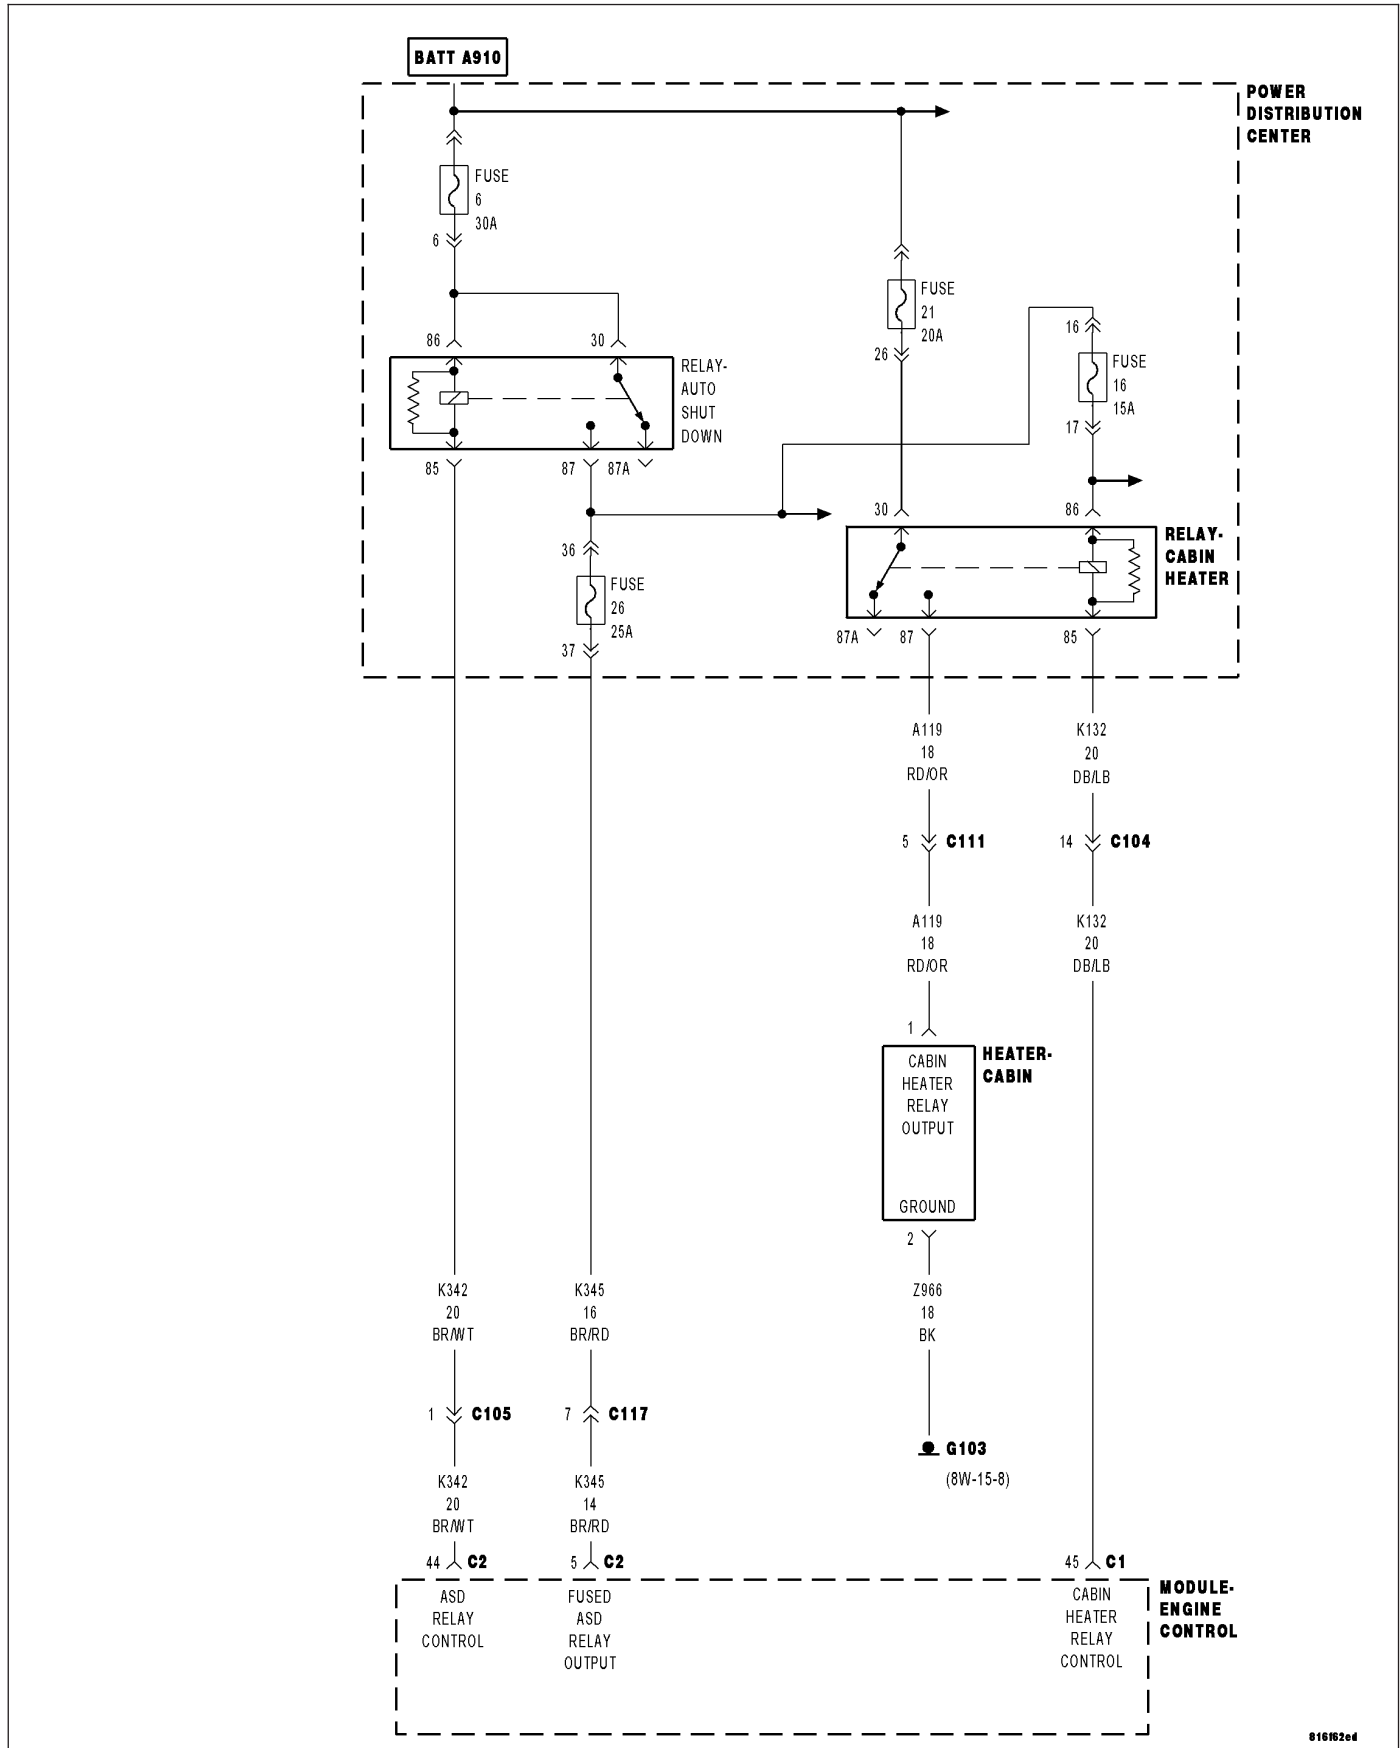 BATT A910
POWER
DISTRIBUTION
CENTER
FUSE
6
30A
6
FUSE
21
20A
26
16
FUSE
16
15A
17
86
30
RELAY-
AUTO
SHUT
DOWN
85
87
87A
30
86
RELAY-
CABIN
HEATER
36
FUSE
26
25A
37
87A
87
85
A119
18
RD/OR
K132
20
DB/LB
5
C111
14
C104
A119
18
RD/OR
K132
20
DB/LB
1
HEATER-
CABIN
CABIN
HEATER
RELAY
OUTPUT
GROUND
2
K342
20
BR/WT
K345
16
BR/RD
Z966
18
BK
1
C105
7
C117
G103
(8W-15-8)
K342
20
BR/WT
K345
14
BR/RD
44
C2
5
C2
45
C1
ASD
RELAY
CONTROL
FUSED
ASD
RELAY
OUTPUT
CABIN
HEATER
RELAY
CONTROL
MODULE-
ENGINE
CONTROL
816f62ed